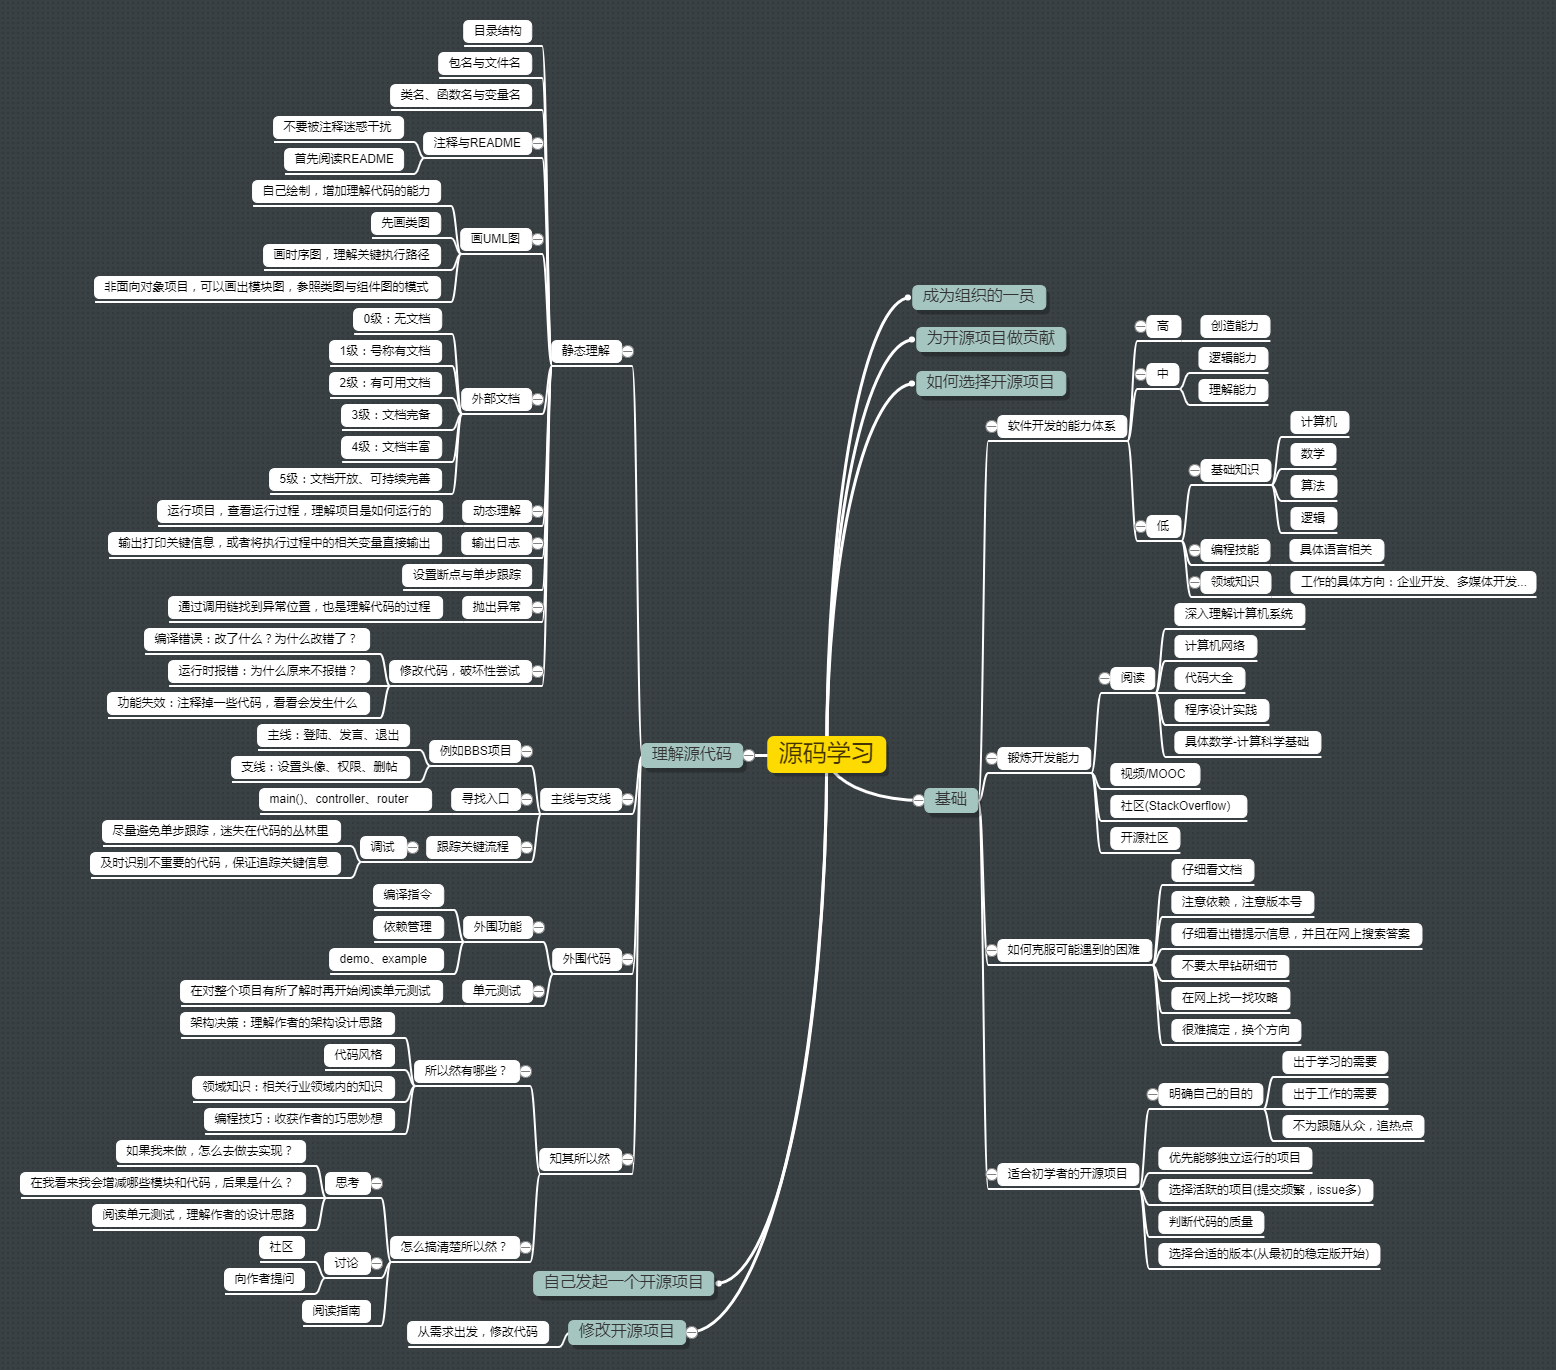 源码学习
成为组织的一员
为开源项目做贡献
如何选择开源项目
基础
软件开发的能力体系
高
创造能力
中
逻辑能力
理解能力
低
基础知识
计算机
数学
算法
逻辑
编程技能
具体语言相关
领域知识
工作的具体方向：企业开发、多媒体开发...
锻炼开发能力
阅读
深入理解计算机系统
计算机网络
代码大全
程序设计实践
具体数学-计算科学基础
视频/MOOC
社区(StackOverflow)
开源社区
如何克服可能遇到的困难
仔细看文档
注意依赖，注意版本号
仔细看出错提示信息，并且在网上搜索答案
不要太早钻研细节
在网上找一找攻略
很难搞定，换个方向
适合初学者的开源项目
明确自己的目的
出于学习的需要
出于工作的需要
不为跟随从众，追热点
优先能够独立运行的项目
选择活跃的项目(提交频繁，issue多)
判断代码的质量
选择合适的版本(从最初的稳定版开始)
理解源代码
静态理解
目录结构
包名与文件名
类名、函数名与变量名
注释与README
不要被注释迷惑干扰
首先阅读README
画UML图
自己绘制，增加理解代码的能力
先画类图
画时序图，理解关键执行路径
非面向对象项目，可以画出模块图，参照类图与组件图的模式
外部文档
0级：无文档
1级：号称有文档
2级：有可用文档
3级：文档完备
4级：文档丰富
5级：文档开放、可持续完善
动态理解
运行项目，查看运行过程，理解项目是如何运行的
输出日志
输出打印关键信息，或者将执行过程中的相关变量直接输出
设置断点与单步跟踪
抛出异常
通过调用链找到异常位置，也是理解代码的过程
修改代码，破坏性尝试
编译错误：改了什么？为什么改错了？
运行时报错：为什么原来不报错？
功能失效：注释掉一些代码，看看会发生什么
主线与支线
例如BBS项目
主线：登陆、发言、退出
支线：设置头像、权限、删帖
寻找入口
main()、controller、router
跟踪关键流程
调试
尽量避免单步跟踪，迷失在代码的丛林里
及时识别不重要的代码，保证追踪关键信息
外围代码
外围功能
编译指令
依赖管理
demo、example
单元测试
在对整个项目有所了解时再开始阅读单元测试
知其所以然
所以然有哪些？
架构决策：理解作者的架构设计思路
代码风格
领域知识：相关行业领域内的知识
编程技巧：收获作者的巧思妙想
怎么搞清楚所以然？
思考
如果我来做，怎么去做去实现？
在我看来我会增减哪些模块和代码，后果是什么？
阅读单元测试，理解作者的设计思路
讨论
社区
向作者提问
阅读指南
自己发起一个开源项目
修改开源项目
从需求出发，修改代码